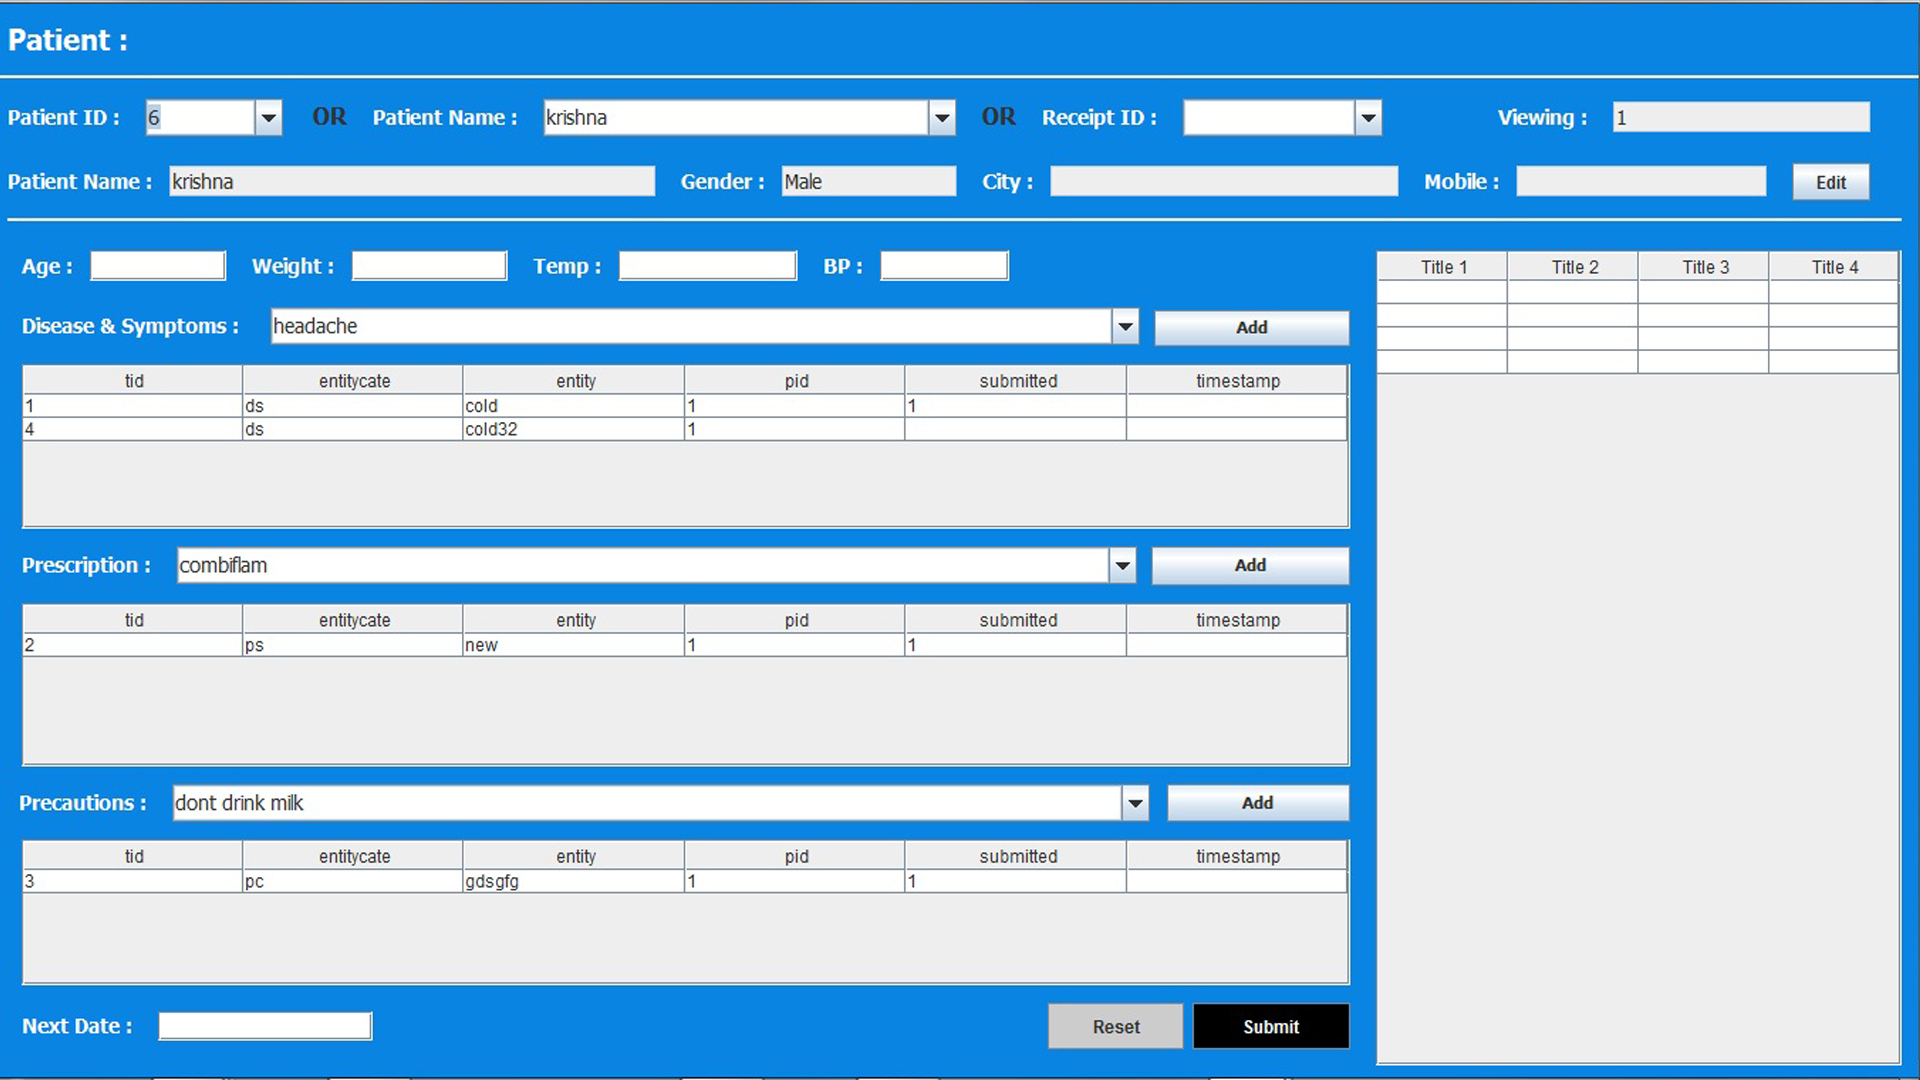 Patient :
Patient ID : 6 OR Patient Name : krishna OR Receipt ID : Viewing : 1
Patient Name : krishna Gender : Male City : Mobile : Edit
Age : Weight : Temp : BP :
Title 1 Title 2 Title 3 Title 4
Disease & Symptoms : headache Add
tid entitycate entity pid submitted timestamp
1 ds cold 1 1
4 ds cold32 1
Prescription : combiflam Add
tid entitycate entity pid submitted timestamp
2 ps new 1 1
Precautions : dont drink milk Add
tid entitycate entity pid submitted timestamp
3 pc gdsgfg 1 1
Next Date : Reset Submit